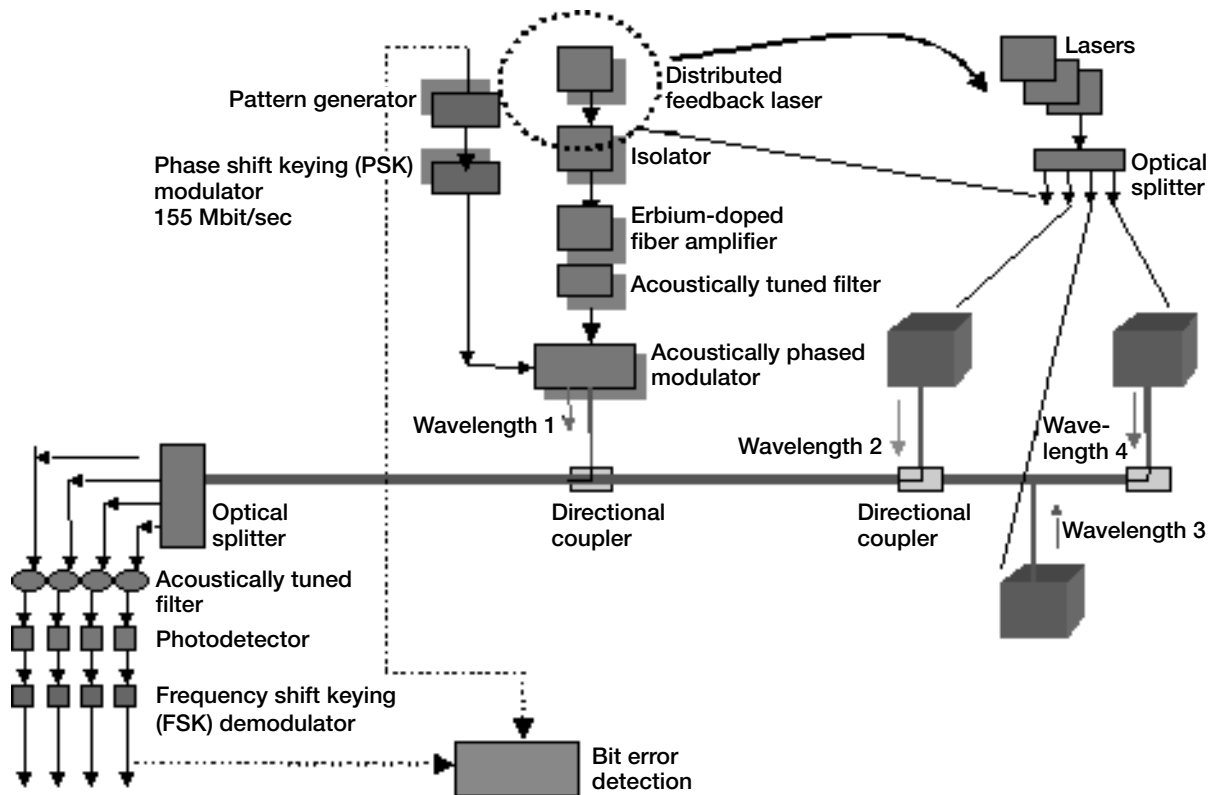 Lasers
Distributed
feedback laser
Pattern generator
Isolator
Optical
splitter
Phase shift keying (PSK)
modulator
155 Mbit/sec
Erbium-doped
fiber amplifier
Acoustically tuned filter
Acoustically phased
modulator
Wavelength 1
Wavelength 2
Wave-
length 4
Optical
splitter
Directional
coupler
Directional
coupler
Wavelength 3
Acoustically tuned
filter
Photodetector
Frequency shift keying
(FSK) demodulator
Bit error
detection